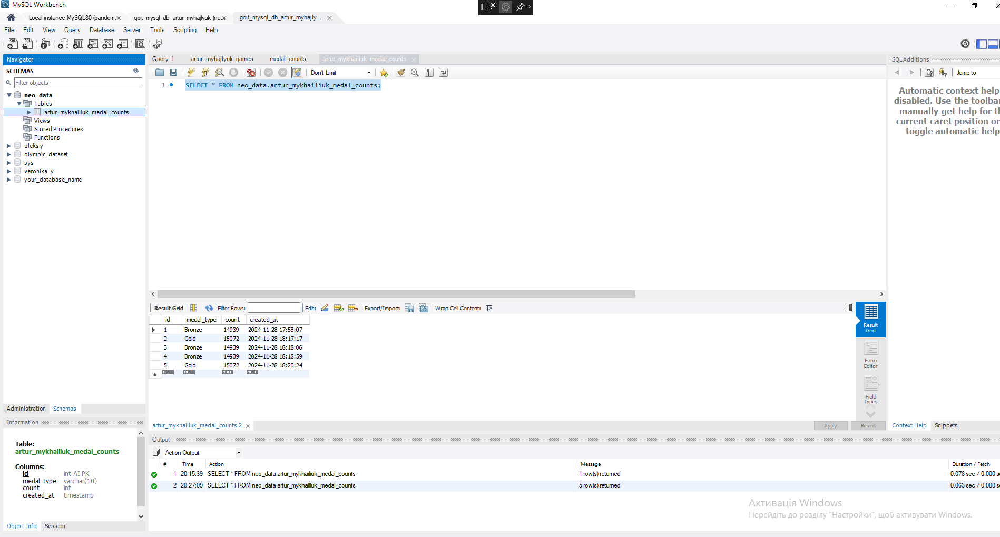 MySQL Workbench
Local instance MySQL80 (pandem... goit_mysql_db_artur_myhajlyuk (ne... goit_mysql_db_artur_myhajly ...
File Edit View Query Database Server Tools Scripting Help
Navigator
SCHEMAS
Filter objects
neo_data
Tables
artur_mykhailiuk_medal_counts
Views
Stored Procedures
Functions
oleksiy
olympic_dataset
sys
veronika_y
your_database_name
Administration Schemas
Information
Table:
artur_mykhailiuk_medal_counts
Columns:
id int AI PK
medal_type varchar(10)
count int
created_at timestamp
Object Info Session
Query 1 artur_myhajlyuk_games medal_counts artur_mykhailiuk_medal_counts
Don't Limit
1 SELECT * FROM neo_data.artur_mykhailiuk_medal_counts;
Result Grid Filter Rows: Edit: Export/Import: Wrap Cell Content:
id medal_type count created_at
1 Bronze 14939 2024-11-28 17:58:07
2 Gold 15072 2024-11-28 18:17:17
3 Bronze 14939 2024-11-28 18:18:06
4 Bronze 14939 2024-11-28 18:18:59
5 Gold 15072 2024-11-28 18:20:24
NULL NULL NULL NULL
Result
Grid
Form
Editor
Field
Types
artur_mykhailiuk_medal_counts 2
Apply Revert
Output
Action Output
# Time Action Message Duration / Fetch
1 20:15:39 SELECT * FROM neo_data.artur_mykhailiuk_medal_counts 1 row(s) returned 0.078 sec / 0.000 s
2 20:27:09 SELECT * FROM neo_data.artur_mykhailiuk_medal_counts 5 row(s) returned 0.063 sec / 0.000 s
SQLAdditions
Jump to
Automatic context help
disabled. Use the toolba
manually get help for t
current caret position or
toggle automatic help
Context Help Snippets
Активація Windows
Перейдіть до розділу "Настройки", щоб активувати Windows.